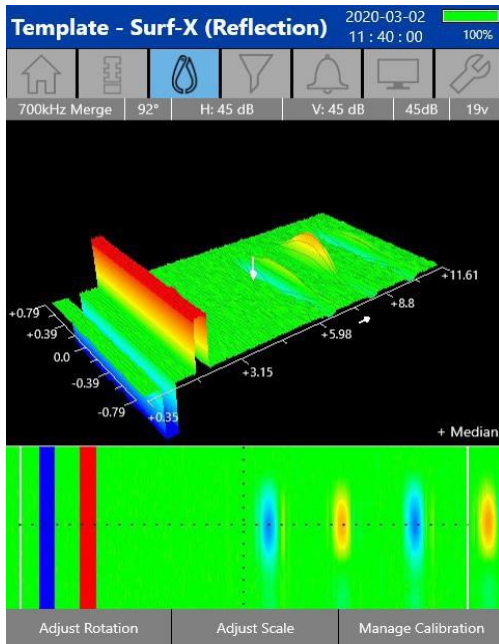 Template - Surf-X (Reflection)
2020-03-02
11 : 40 : 00
100%
700kHz Merge
92°
H: 45 dB
V: 45 dB
45dB
19v
+11.61
+8.8
+5.98
+3.15
+0.35
+0.79
+0.39
0.0
-0.39
-0.79
+ Median
Adjust Rotation
Adjust Scale
Manage Calibration